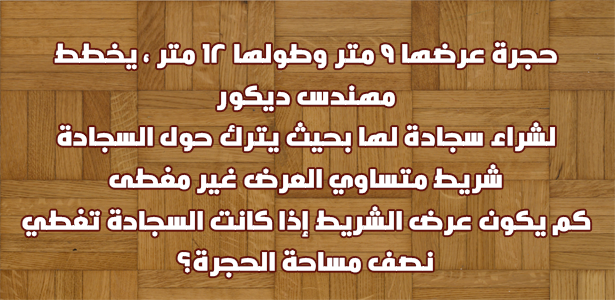 حجرة عرضها ٩ متر وطولها ١٢ متر ، يخطط
مهندس ديكور
لشراء سجادة لها بحيث يترك حول السجادة
شريط متساوي العرض غير مغطى
كم يكون عرض الشريط إذا كانت السجادة تغطي
نصف مساحة الحجرة؟